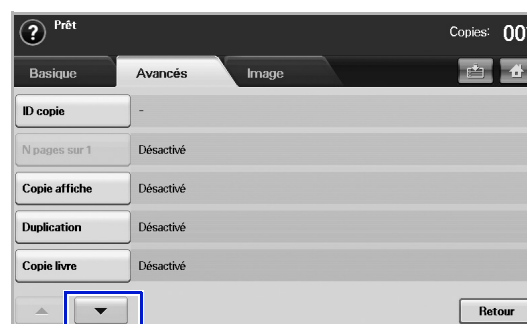 Prêt Copies: 00
Basique Avancés Image
ID copie -
N pages sur 1 Désactivé
Copie affiche Désactivé
Duplication Désactivé
Copie livre Désactivé
Retour